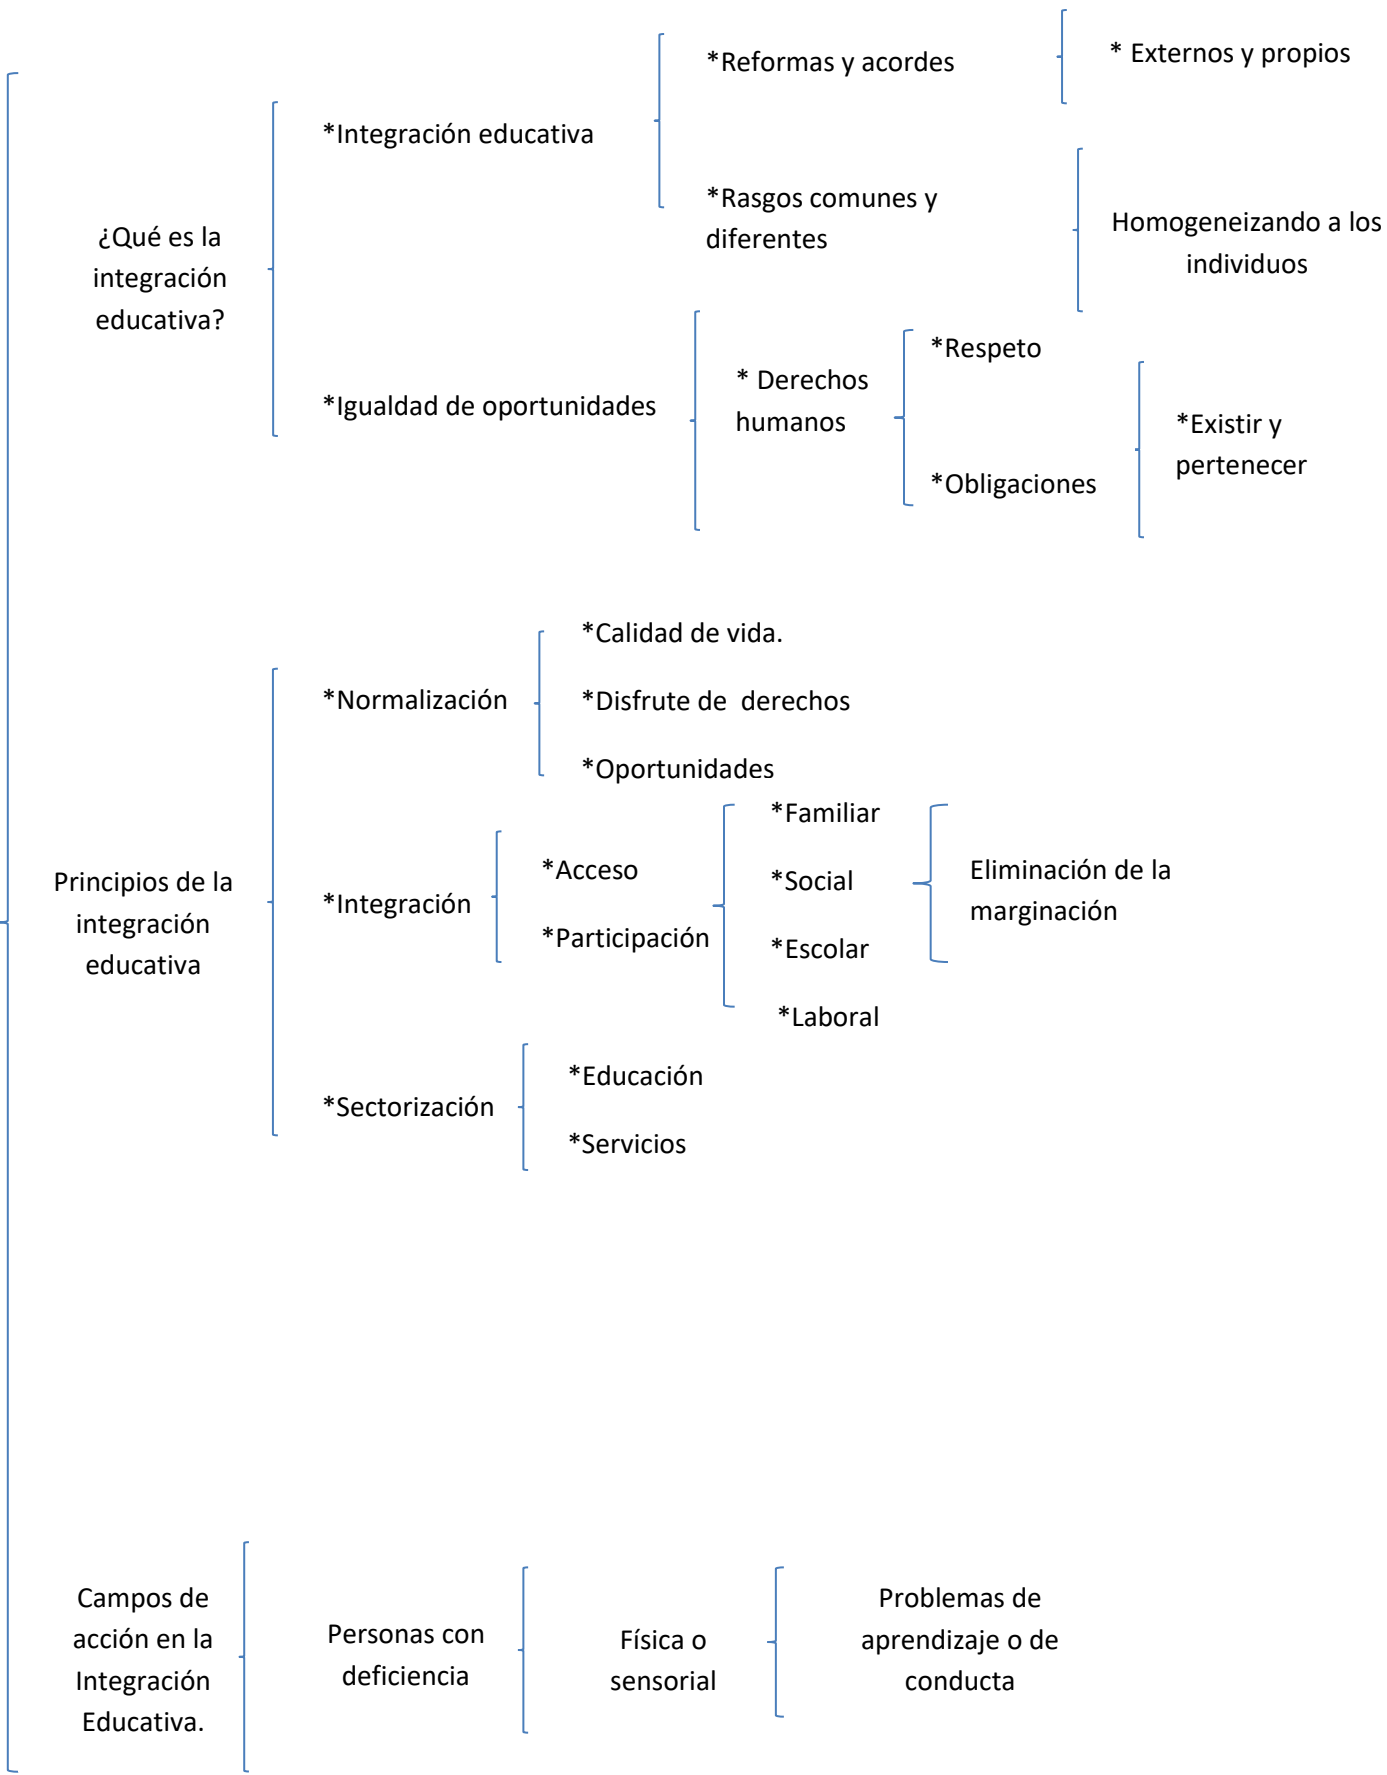 *Reformas y acordes
* Externos y propios
*Integración educativa
*Rasgos comunes y
diferentes
Homogeneizando a los
individuos
¿Qué es la
integración
educativa?
*Igualdad de oportunidades
* Derechos
humanos
*Respeto
*Obligaciones
*Existir y
pertenecer
Principios de la
integración
educativa
*Normalización
*Calidad de vida.
*Disfrute de  derechos
*Oportunidades
*Integración
*Acceso
*Participación
*Familiar
*Social
*Escolar
*Laboral
Eliminación de la
marginación
*Sectorización
*Educación
*Servicios
Campos de
acción en la
Integración
Educativa.
Personas con
deficiencia
Física o
sensorial
Problemas de
aprendizaje o de
conducta